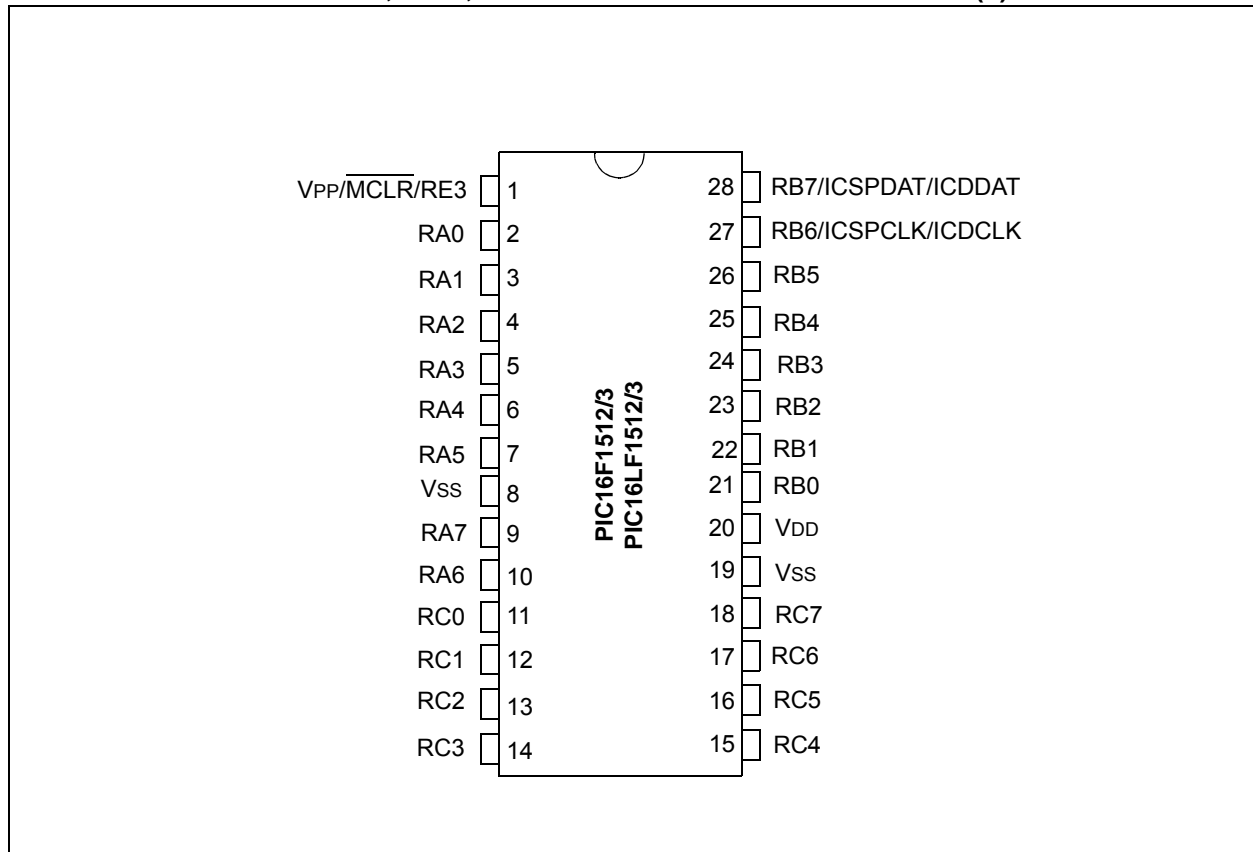 VPP/MCLR/RE3 1
RA0 2
RA1 3
RA2 4
RA3 5
RA4 6
RA5 7
VSS 8
RA7 9
RA6 10
RC0 11
RC1 12
RC2 13
RC3 14
PIC16F1512/3
PIC16LF1512/3
28 RB7/ICSPDAT/ICDDAT
27 RB6/ICSPCLK/ICDCLK
26 RB5
25 RB4
24 RB3
23 RB2
22 RB1
21 RB0
20 VDD
19 VSS
18 RC7
17 RC6
16 RC5
15 RC4